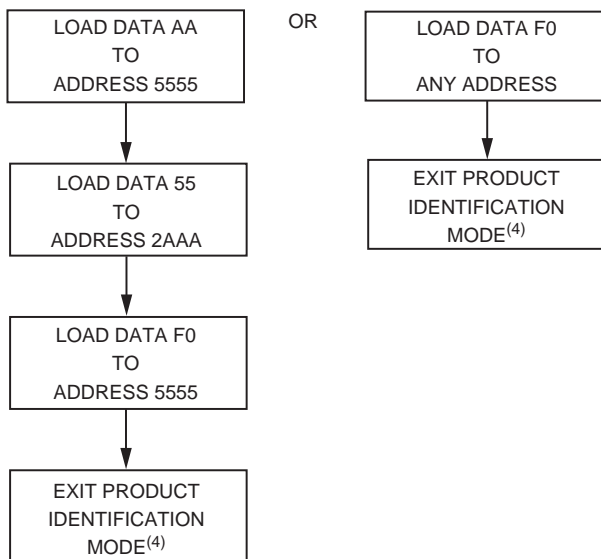 LOAD DATA AA
TO
ADDRESS 5555
LOAD DATA 55
TO
ADDRESS 2AAA
LOAD DATA F0
TO
ADDRESS 5555
EXIT PRODUCT
IDENTIFICATION
MODE(4)
OR
LOAD DATA F0
TO
ANY ADDRESS
EXIT PRODUCT
IDENTIFICATION
MODE(4)